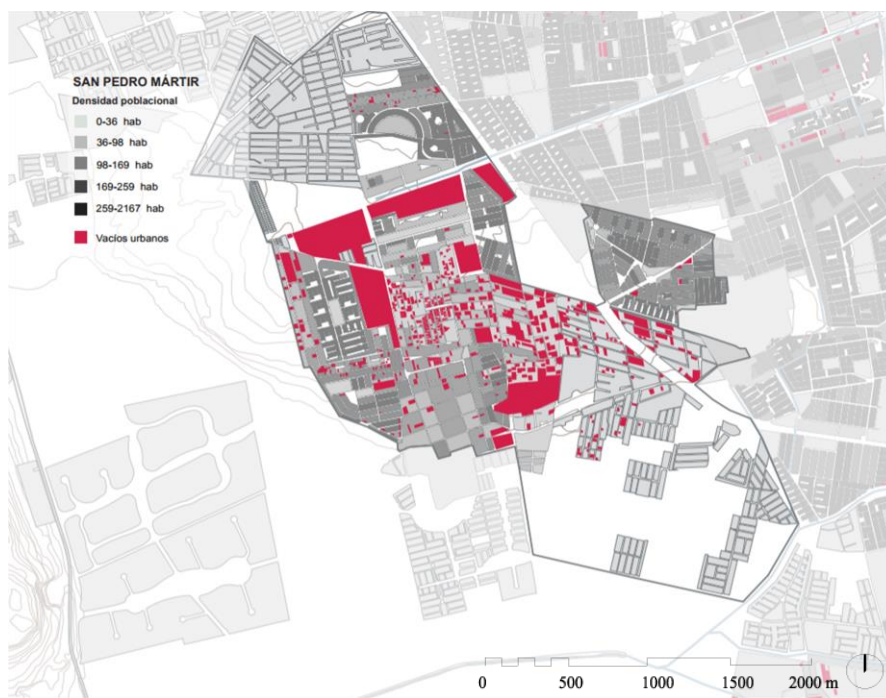 SAN PEDRO MÁRTIR
Densidad poblacional
0-36 hab
36-98 hab
98-169 hab
169-259 hab
259-2167 hab
Vacíos urbanos
0 500 1000 1500 2000 m